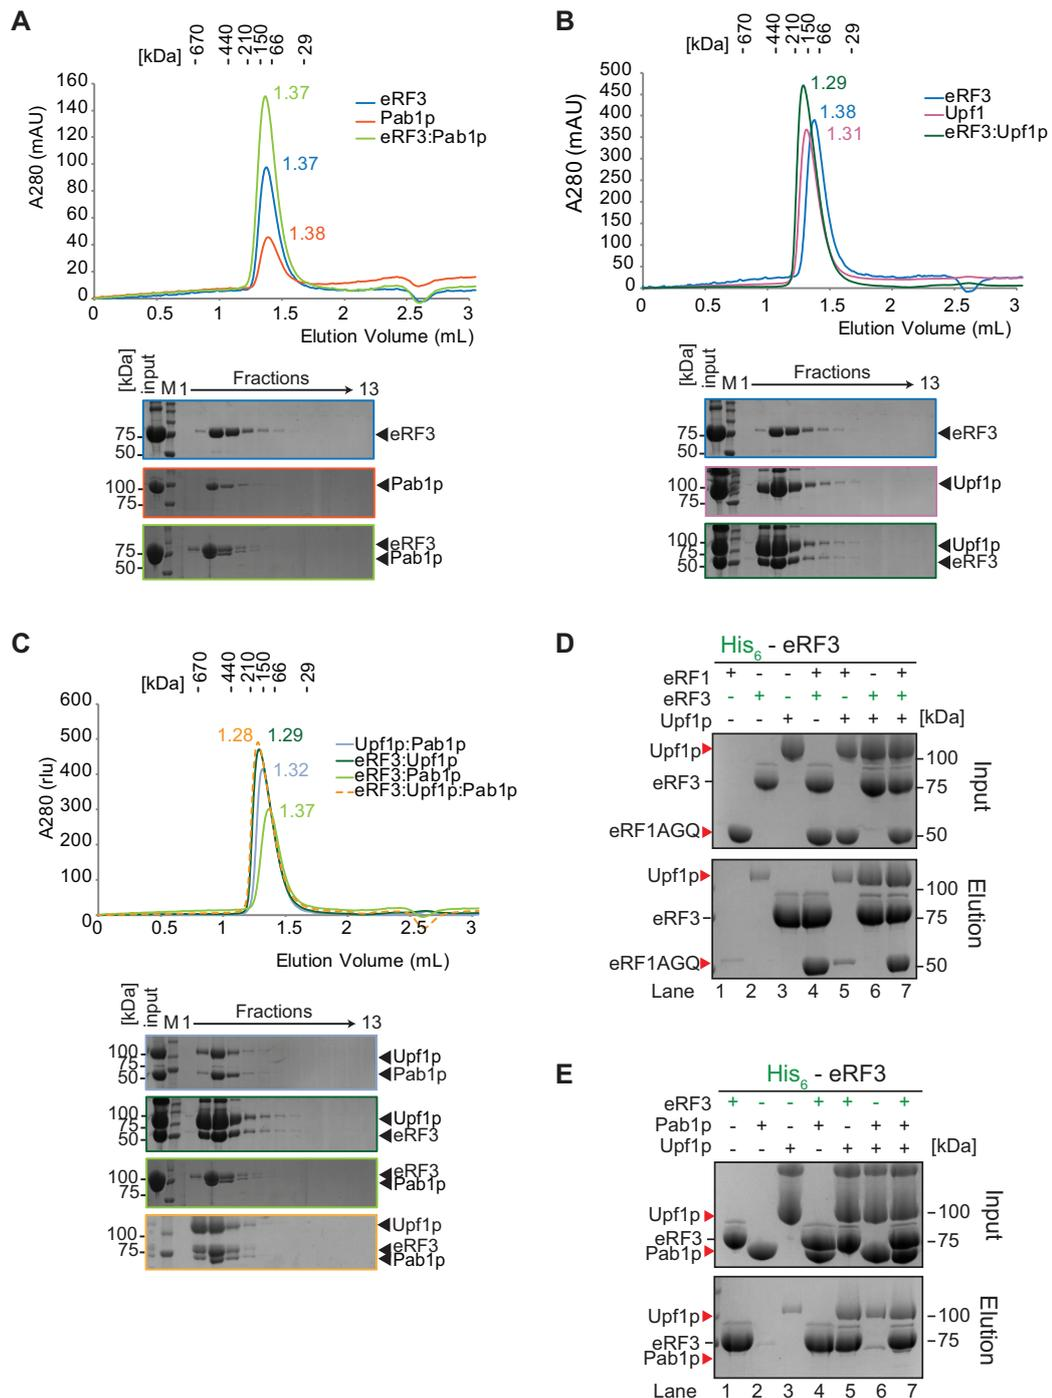 A
[kDa]
- 670
- 440
- 210
- 150
- 66
- 29
160
140
120
100
80
60
40
20
0
A280 (mAU)
1.37
1.37
1.38
eRF3
Pab1p
eRF3:Pab1p
0 0.5 1 1.5 2 2.5 3
Elution Volume (mL)
[kDa]
input
M 1 Fractions 13
75
50
eRF3
100
75
Pab1p
75
50
eRF3
Pab1p
B
[kDa]
- 670
- 440
- 210
- 150
- 66
- 29
500
450
400
350
300
250
200
150
100
50
0
A280 (mAU)
1.29
1.38
1.31
eRF3
Upf1
eRF3:Upf1p
0 0.5 1 1.5 2 2.5 3
Elution Volume (mL)
[kDa]
input
M 1 Fractions 13
75
50
eRF3
100
75
Upf1p
100
75
50
Upf1p
eRF3
C
[kDa]
- 670
- 440
- 210
- 150
- 66
- 29
600
500
400
300
200
100
0
A280 (rlu)
1.28
1.29
1.32
1.37
Upf1p:Pab1p
eRF3:Upf1p
eRF3:Pab1p
eRF3:Upf1p:Pab1p
0 0.5 1 1.5 2 2.5 3
Elution Volume (mL)
[kDa]
input
M 1 Fractions 13
100
75
50
Upf1p
Pab1p
100
75
50
Upf1p
eRF3
100
75
eRF3
Pab1p
100
75
Upf1p
eRF3
Pab1p
D
His6 - eRF3
eRF1 + - - + + - +
eRF3 - + - + - + +
Upf1p - - + - + + + [kDa]
Upf1p
eRF3
eRF1AGQ
100
75
50
Input
Upf1p
eRF3
eRF1AGQ
100
75
50
Elution
Lane 1 2 3 4 5 6 7
E
His6 - eRF3
eRF3 + - - + + - +
Pab1p - + - + - + +
Upf1p - - + - + + + [kDa]
Upf1p
eRF3
Pab1p
-100
-75
Input
Upf1p
eRF3
Pab1p
-100
-75
Elution
Lane 1 2 3 4 5 6 7